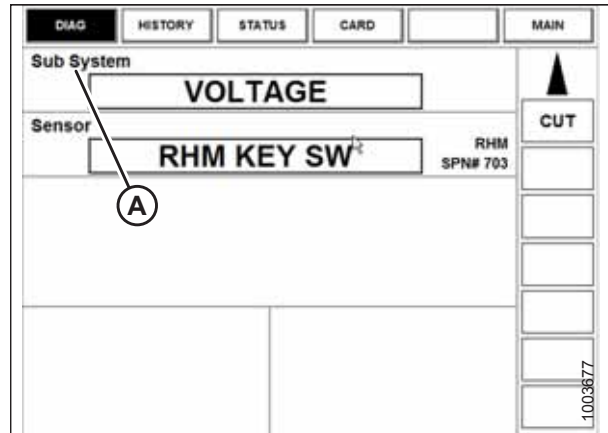 DIAG HISTORY STATUS CARD MAIN
Sub System
VOLTAGE
CUT
Sensor
RHM KEY SW
RHM
SPN# 703
A
1003677